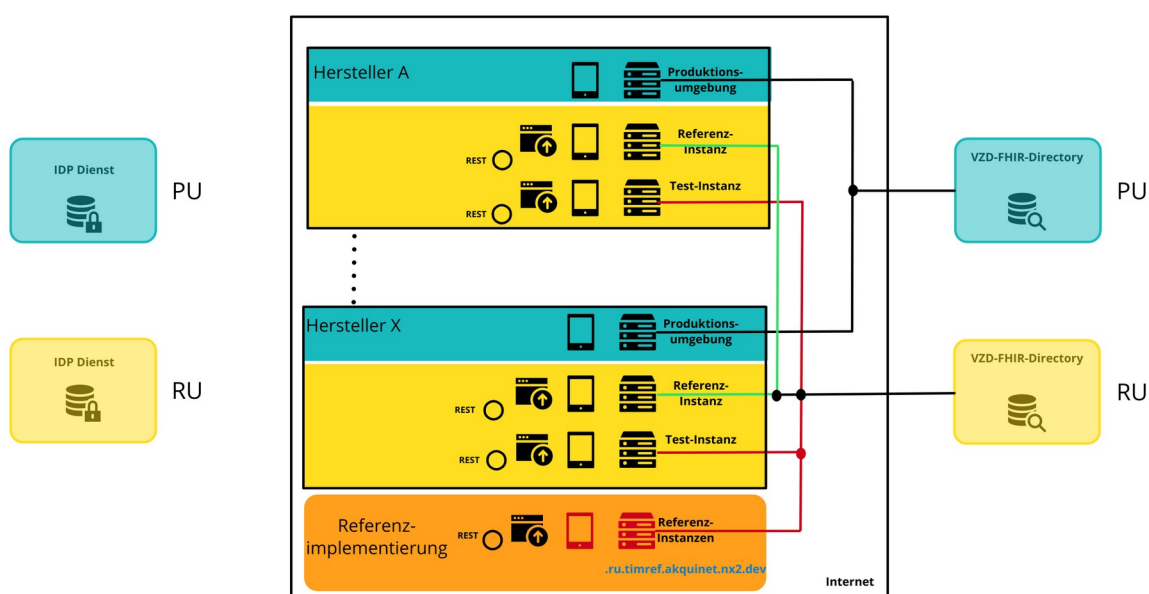 Hersteller A
Produktions-
umgebung
Referenz-
Instanz
REST
Test-Instanz
REST
IDP Dienst
PU
VZD-FHIR-Directory
PU
Hersteller X
Produktions-
umgebung
Referenz-
Instanz
REST
Test-Instanz
REST
IDP Dienst
RU
VZD-FHIR-Directory
RU
Referenz-
implementierung
REST
Referenz-
Instanzen
.ru.timref.akquinet.nx2.dev
Internet